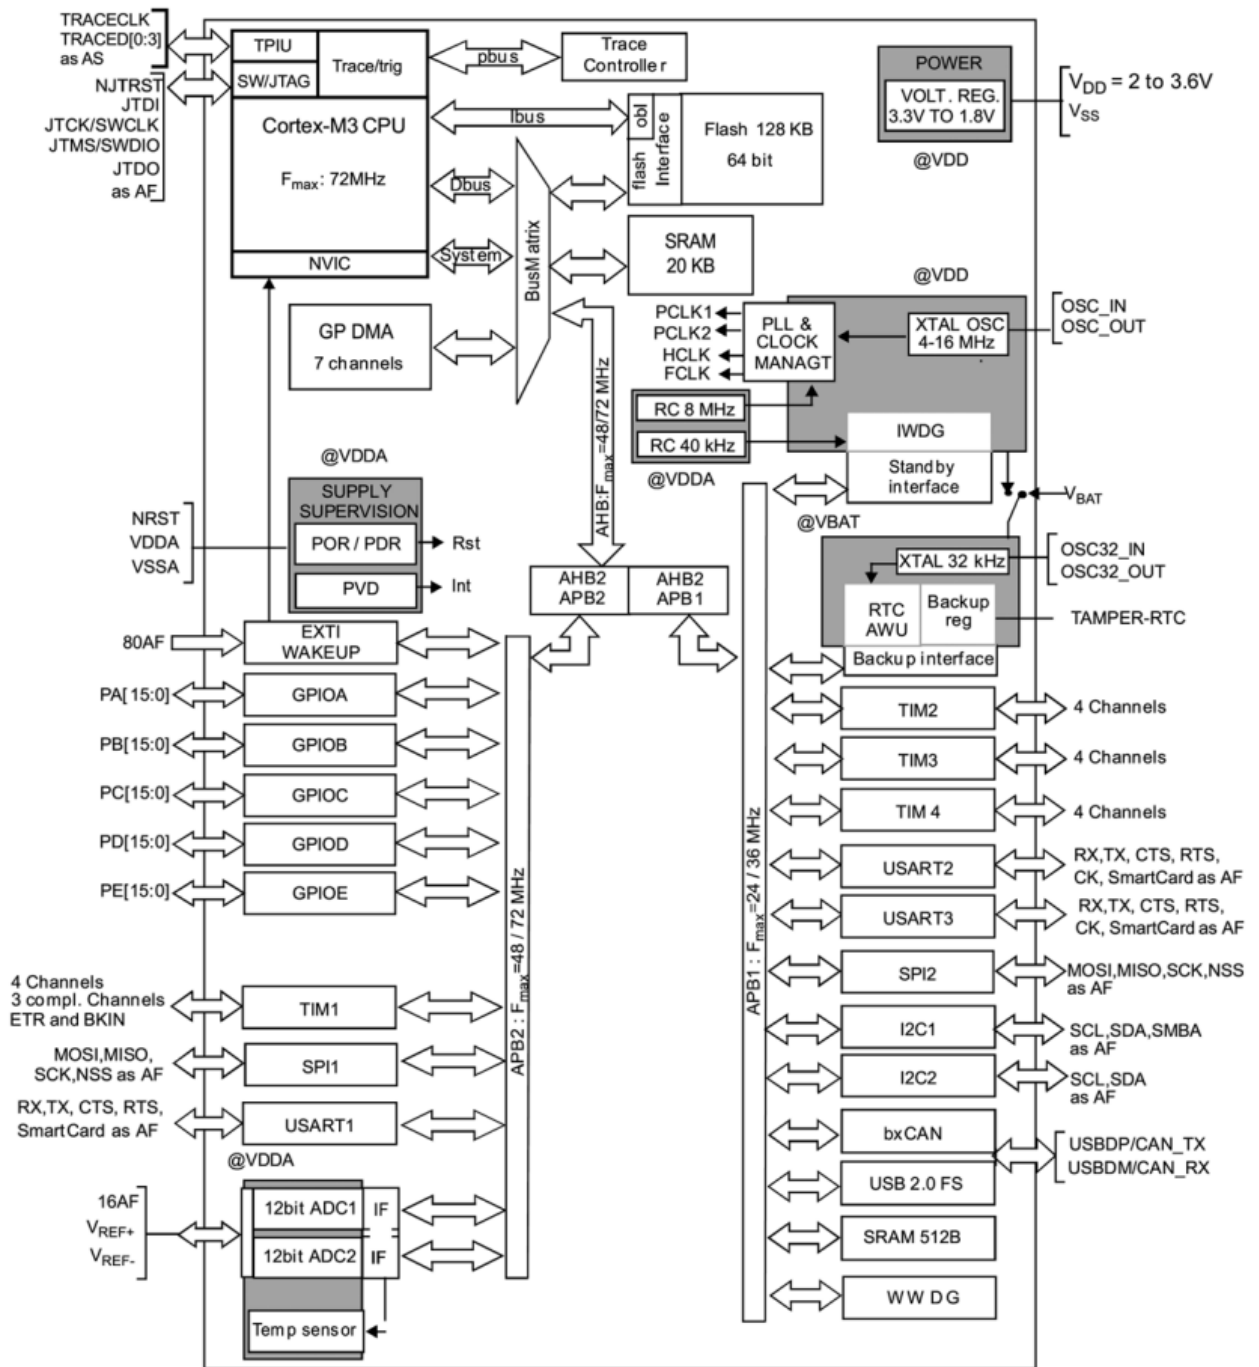 TRACECLK
TRACED[0:3]
as AS
NJTRST
JTDI
JTCK/SWCLK
JTMS/SWDIO
JTDO
as AF
TPIU
SW/JTAG
Trace/trig
Cortex-M3 CPU
Fmax: 72MHz
NVIC
pbus
Trace
Controller
Ibus
Dbus
System
BusMatrix
obl
flash
Interface
Flash 128 KB
64 bit
SRAM
20 KB
GP DMA
7 channels
AHB:Fmax=48/72 MHz
POWER
VOLT. REG.
3.3V TO 1.8V
@VDD
VDD = 2 to 3.6V
VSS
@VDD
PCLK1
PCLK2
HCLK
FCLK
PLL &
CLOCK
MANAGT
XTAL OSC
4-16 MHz
OSC_IN
OSC_OUT
RC 8 MHz
RC 40 kHz
@VDDA
IWDG
Standby
interface
@VBAT
VBAT
XTAL 32 kHz
OSC32_IN
OSC32_OUT
RTC
AWU
Backup
reg
TAMPER-RTC
Backup interface
@VDDA
SUPPLY
SUPERVISION
NRST
VDDA
VSSA
POR / PDR
Rst
PVD
Int
AHB2
APB2
AHB2
APB1
80AF
EXTI
WAKEUP
PA[15:0]
GPIOA
PB[15:0]
GPIOB
PC[15:0]
GPIOC
PD[15:0]
GPIOD
PE[15:0]
GPIOE
4 Channels
3 compl. Channels
ETR and BKIN
TIM1
MOSI,MISO,
SCK,NSS as AF
SPI1
RX,TX, CTS, RTS,
SmartCard as AF
USART1
@VDDA
16AF
VREF+
VREF-
12bit ADC1
IF
12bit ADC2
IF
Temp sensor
APB2 : Fmax=48 / 72 MHz
APB1 : Fmax=24 / 36 MHz
TIM2
4 Channels
TIM3
4 Channels
TIM 4
4 Channels
USART2
RX,TX, CTS, RTS,
CK, SmartCard as AF
USART3
RX,TX, CTS, RTS,
CK, SmartCard as AF
SPI2
MOSI,MISO,SCK,NSS
as AF
I2C1
SCL,SDA,SMBA
as AF
I2C2
SCL,SDA
as AF
bxCAN
USBDP/CAN_TX
USBDM/CAN_RX
USB 2.0 FS
SRAM 512B
WWDG